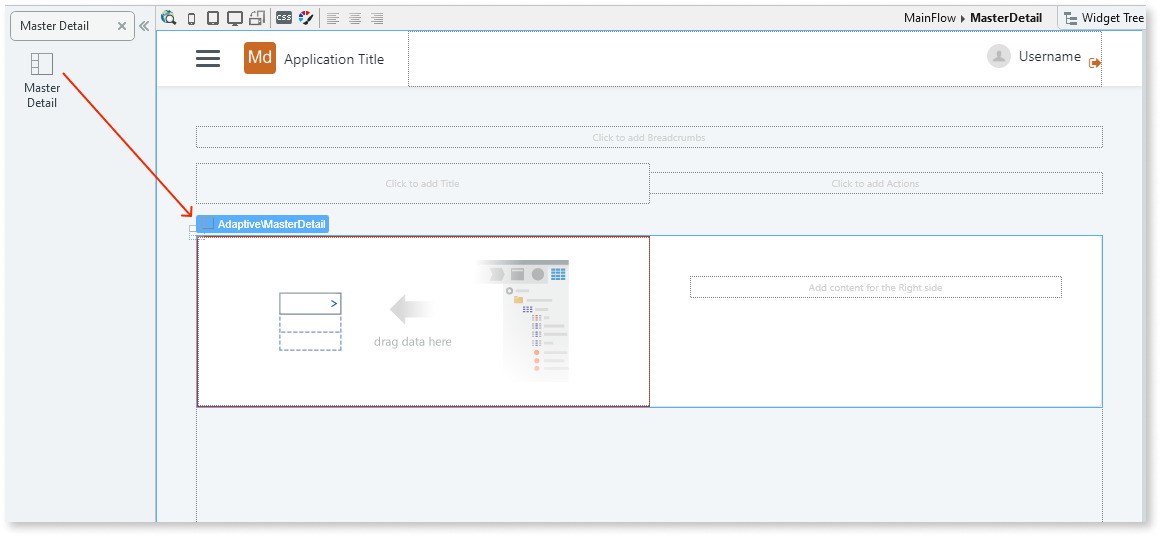 Master Detail
MainFlow MasterDetail
Widget Tree
css
Master
Detail
Md Application Title
Username
Click to add Breadcrumbs
Click to add Title
Click to add Actions
Adaptive\MasterDetail
Add content for the Right side
drag data here